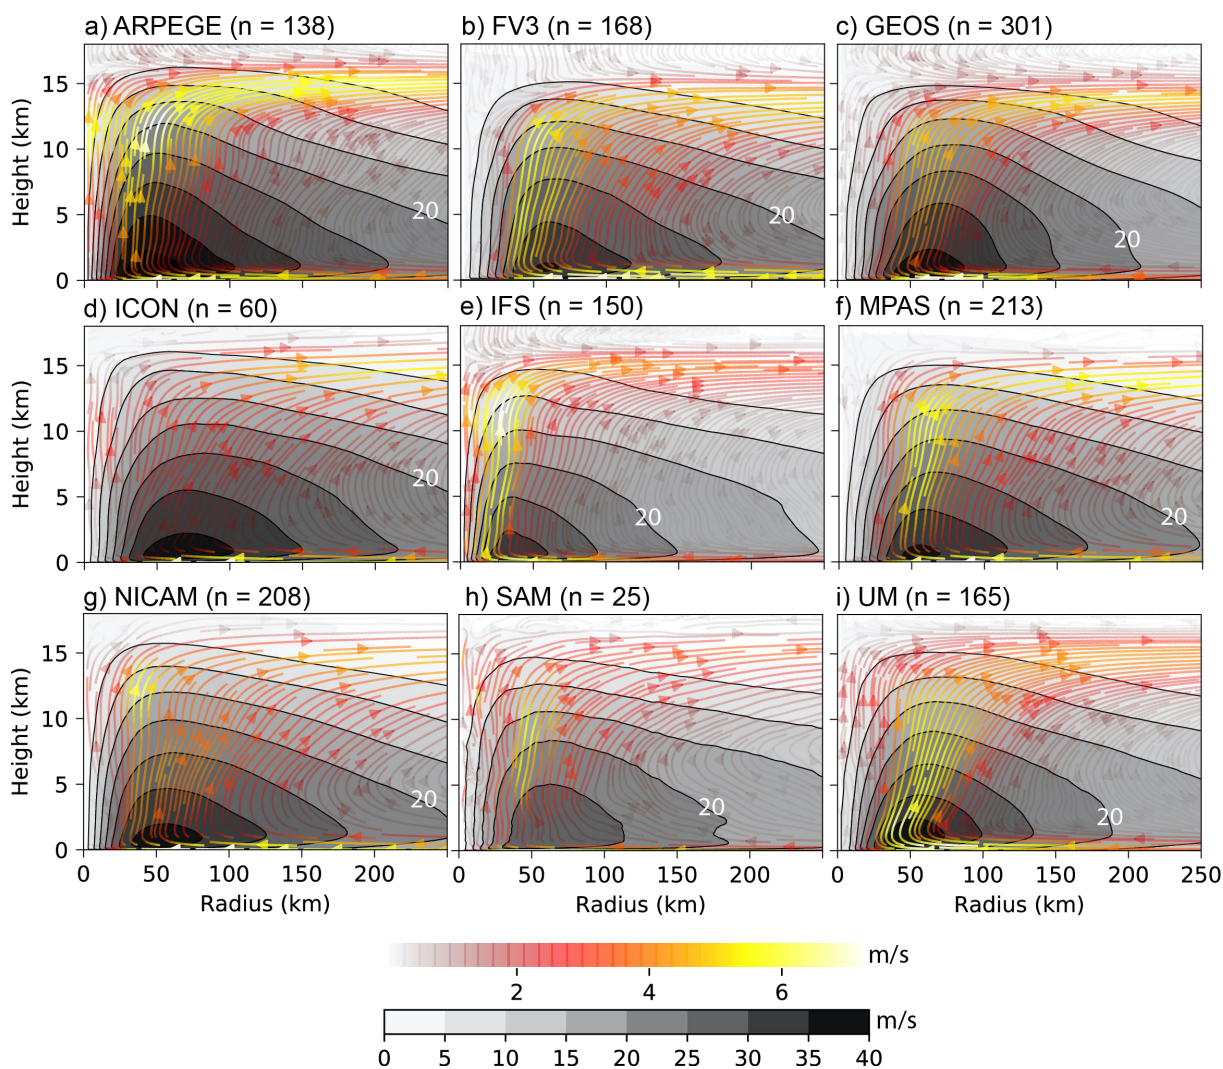 a) ARPEGE (n = 138)
b) FV3 (n = 168)
c) GEOS (n = 301)
15
10
5
0
Height (km)
20
20
20
d) ICON (n = 60)
e) IFS (n = 150)
f) MPAS (n = 213)
15
10
5
0
Height (km)
20
20
20
g) NICAM (n = 208)
h) SAM (n = 25)
i) UM (n = 165)
15
10
5
0
Height (km)
20
20
20
0 50 100 150 200
0 50 100 150 200
0 50 100 150 200 250
Radius (km)
Radius (km)
Radius (km)
m/s
2 4 6
m/s
0 5 10 15 20 25 30 35 40